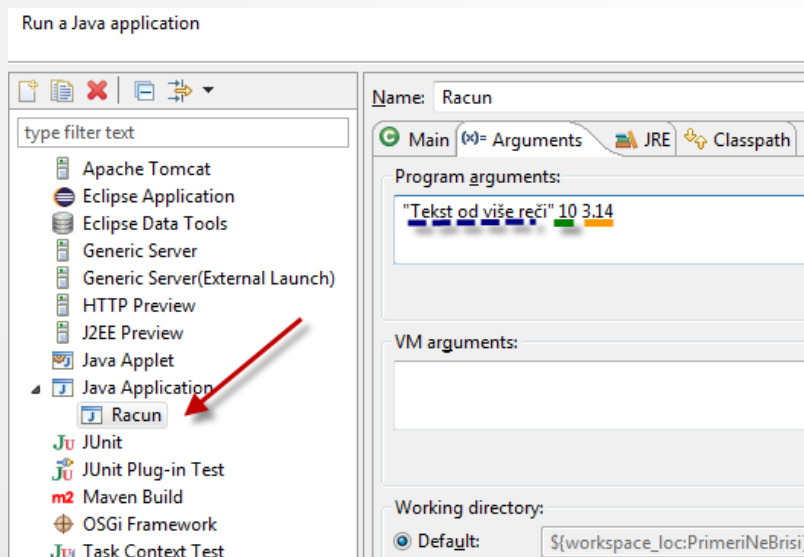 Run a Java application
type filter text
Apache Tomcat
Eclipse Application
Eclipse Data Tools
Generic Server
Generic Server(External Launch)
HTTP Preview
J2EE Preview
Java Applet
Java Application
Racun
JUnit
JUnit Plug-in Test
Maven Build
OSGi Framework
Task Context Test
Name: Racun
Main (x)= Arguments JRE Classpath
Program arguments:
"Tekst od više reči" 10 3.14
VM arguments:
Working directory:
Default: ${workspace_loc:PrimeriNeBrisi